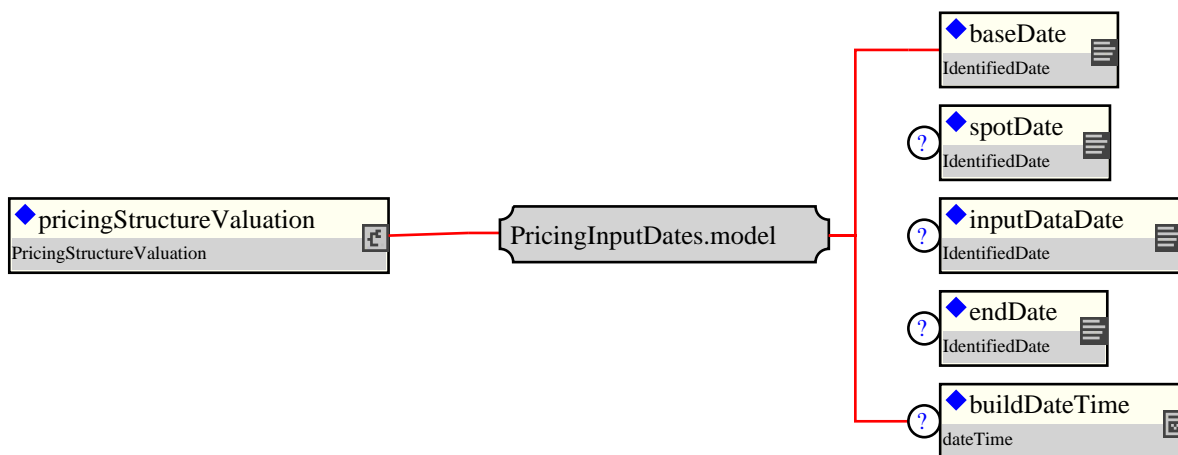 baseDate
IdentifiedDate
?
spotDate
IdentifiedDate
pricingStructureValuation
PricingStructureValuation
PricingInputDates.model
?
inputDataDate
IdentifiedDate
?
endDate
IdentifiedDate
?
buildDateTime
dateTime